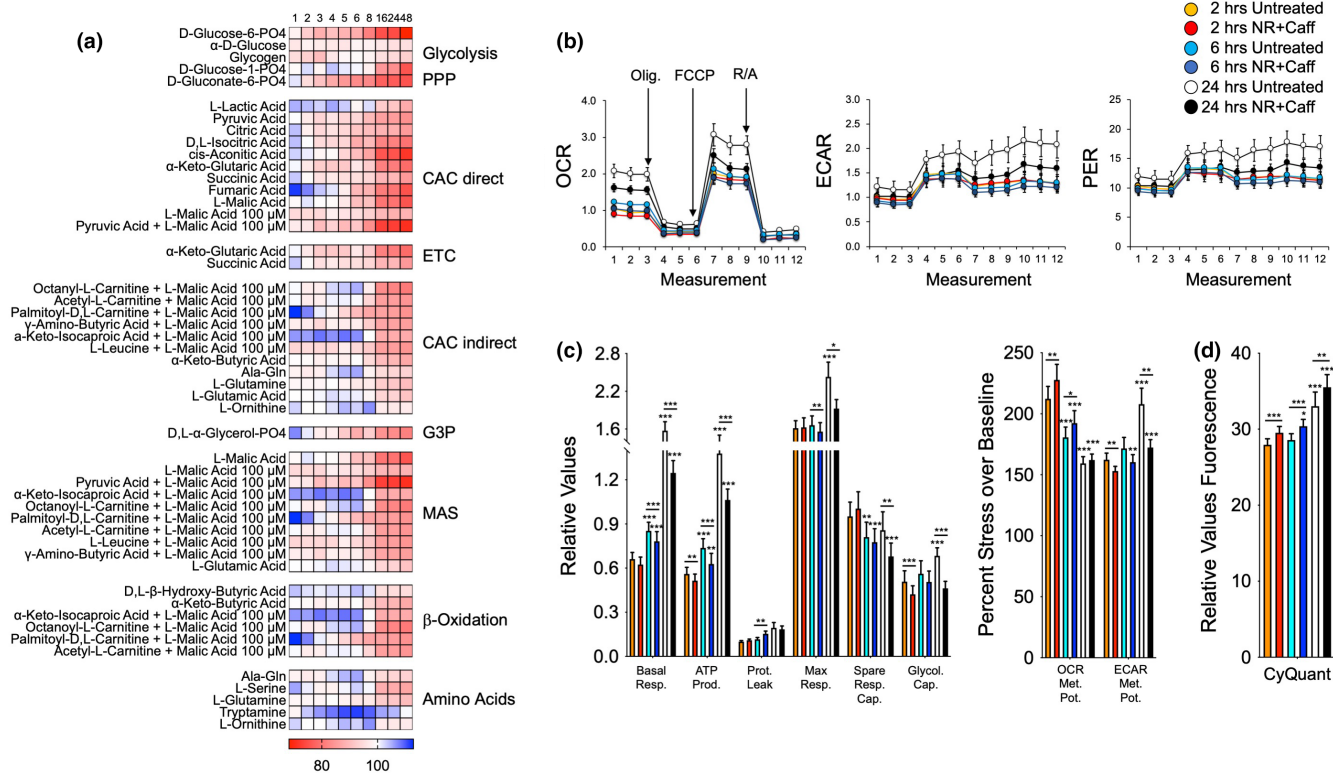 (a)
1 2 3 4 5 6 8 162448
D-Glucose-6-PO4
α-D-Glucose
Glycogen
D-Glucose-1-PO4
D-Gluconate-6-PO4
Glycolysis
PPP
L-Lactic Acid
Pyruvic Acid
Citric Acid
D,L-Isocitric Acid
cis-Aconitic Acid
α-Keto-Glutaric Acid
Succinic Acid
Fumaric Acid
L-Malic Acid
L-Malic Acid 100 µM
Pyruvic Acid + L-Malic Acid 100 µM
CAC direct
α-Keto-Glutaric Acid
Succinic Acid
ETC
Octanyl-L-Carnitine + L-Malic Acid 100 µM
Acetyl-L-Carnitine + Malic Acid 100 µM
Palmitoyl-D,L-Carnitine + L-Malic Acid 100 µM
γ-Amino-Butyric Acid + L-Malic Acid 100 µM
a-Keto-Isocaproic Acid + L-Malic Acid 100 µM
L-Leucine + L-Malic Acid 100 µM
α-Keto-Butyric Acid
Ala-Gln
L-Glutamine
L-Glutamic Acid
L-Ornithine
CAC indirect
D,L-α-Glycerol-PO4
G3P
L-Malic Acid
L-Malic Acid 100 µM
Pyruvic Acid + L-Malic Acid 100 µM
α-Keto-Isocaproic Acid + L-Malic Acid 100 µM
Octanoyl-L-Carnitine + L-Malic Acid 100 µM
Palmitoyl-D,L-Carnitine + L-Malic Acid 100 µM
Acetyl-L-Carnitine + L-Malic Acid 100 µM
L-Leucine + L-Malic Acid 100 µM
γ-Amino-Butyric Acid + L-Malic Acid 100 µM
L-Glutamic Acid
MAS
D,L-β-Hydroxy-Butyric Acid
α-Keto-Butyric Acid
α-Keto-Isocaproic Acid + L-Malic Acid 100 µM
Octanoyl-L-Carnitine + L-Malic Acid 100 µM
Palmitoyl-D,L-Carnitine + L-Malic Acid 100 µM
Acetyl-L-Carnitine + Malic Acid 100 µM
β-Oxidation
Ala-Gln
L-Serine
L-Glutamine
Tryptamine
L-Ornithine
Amino Acids
80 100
(b)
2 hrs Untreated
2 hrs NR+Caff
6 hrs Untreated
6 hrs NR+Caff
24 hrs Untreated
24 hrs NR+Caff
Olig. FCCP R/A
OCR
4.0
3.0
2.0
1.0
0.0
1 2 3 4 5 6 7 8 9 10 11 12
Measurement
ECAR
3.0
2.5
2.0
1.5
1.0
0.5
0.0
1 2 3 4 5 6 7 8 9 10 11 12
Measurement
PER
25
20
15
10
5
0
1 2 3 4 5 6 7 8 9 10 11 12
Measurement
(c)
Relative Values
2.8
2.2
1.6
1.2
0.9
0.6
0.3
0.0
Basal Resp.
ATP Prod.
Prot. Leak
Max Resp.
Spare Resp. Cap.
Glycol. Cap.
Percent Stress over Baseline
250
200
150
100
50
0
OCR Met. Pot.
ECAR Met. Pot.
(d)
Relative Values Fluorescence
40
30
20
10
0
CyQuant